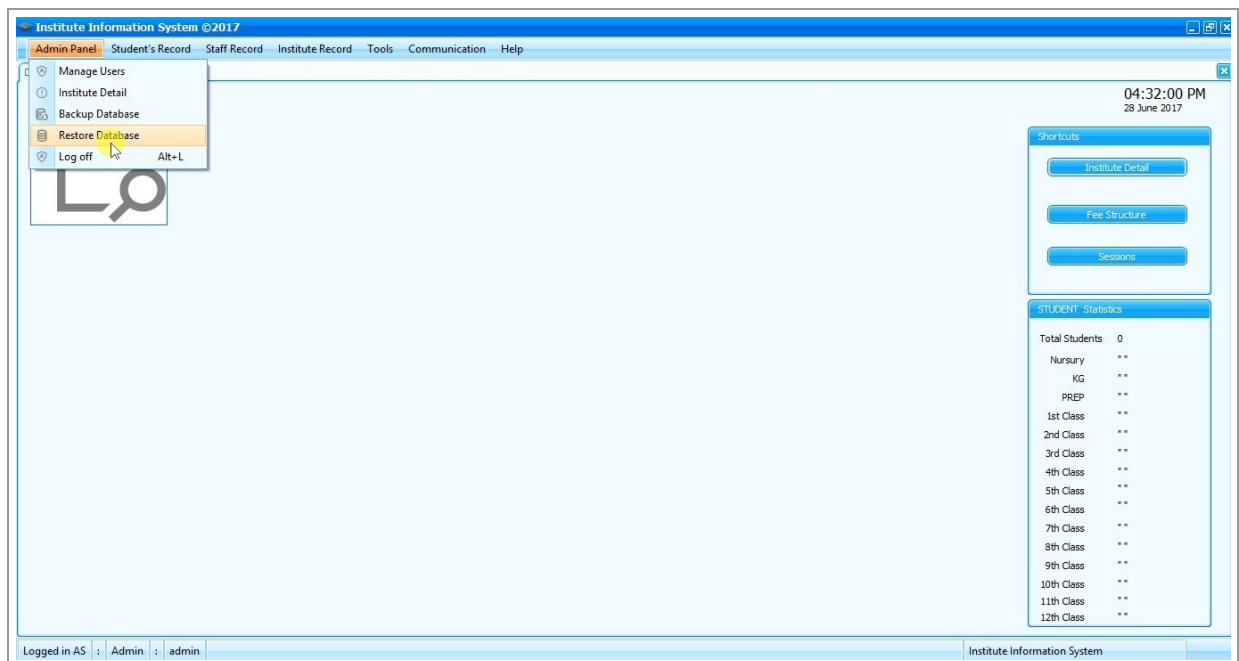 Institute Information System ©2017
Admin Panel Student's Record Staff Record Institute Record Tools Communication Help
Manage Users
Institute Detail
Backup Database
Restore Database
Log off Alt+L
04:32:00 PM
28 June 2017
Shortcuts
Institute Detail
Fee Structure
Sessions
STUDENT Statistics
Total Students 0
Nursury " "
KG " "
PREP " "
1st Class " "
2nd Class " "
3rd Class " "
4th Class " "
5th Class " "
6th Class " "
7th Class " "
8th Class " "
9th Class " "
10th Class " "
11th Class " "
12th Class " "
Logged in AS : Admin : admin Institute Information System